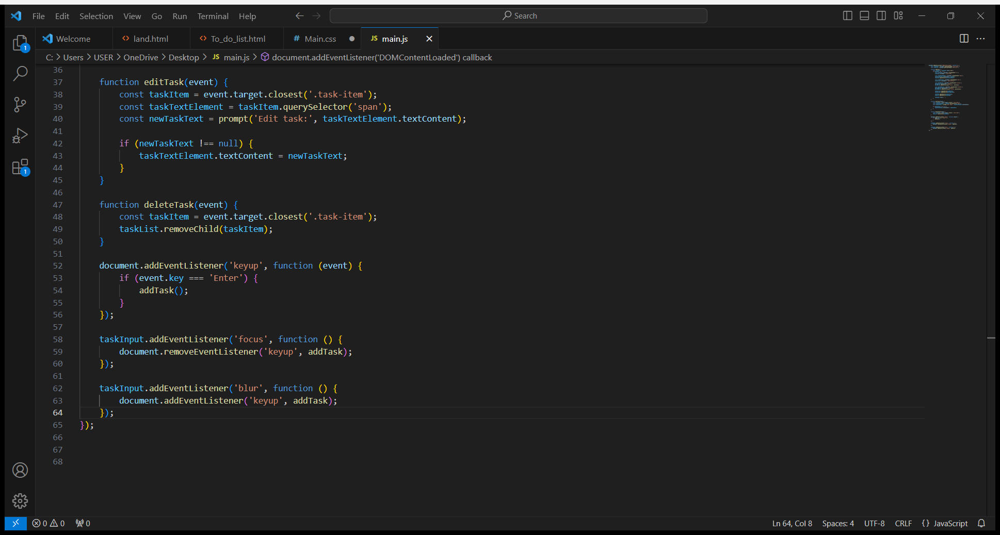 File Edit Selection View Go Run Terminal Help Search
Welcome land.html To_do_list.html # Main.css JS main.js
C: > Users > USER > OneDrive > Desktop > JS main.js > document.addEventListener('DOMContentLoaded') callback
36
37 function editTask(event) {
38 const taskItem = event.target.closest('.task-item');
39 const taskTextElement = taskItem.querySelector('span');
40 const newTaskText = prompt('Edit task:', taskTextElement.textContent);
41
42 if (newTaskText !== null) {
43 taskTextElement.textContent = newTaskText;
44 }
45 }
46
47 function deleteTask(event) {
48 const taskItem = event.target.closest('.task-item');
49 taskList.removeChild(taskItem);
50 }
51
52 document.addEventListener('keyup', function (event) {
53 if (event.key === 'Enter') {
54 addTask();
55 }
56 });
57
58 taskInput.addEventListener('focus', function () {
59 document.removeEventListener('keyup', addTask);
60 });
61
62 taskInput.addEventListener('blur', function () {
63 document.addEventListener('keyup', addTask);
64 });
65 });
66
67
68
1
1
0 0 0 Ln 64, Col 8 Spaces: 4 UTF-8 CRLF {} JavaScript